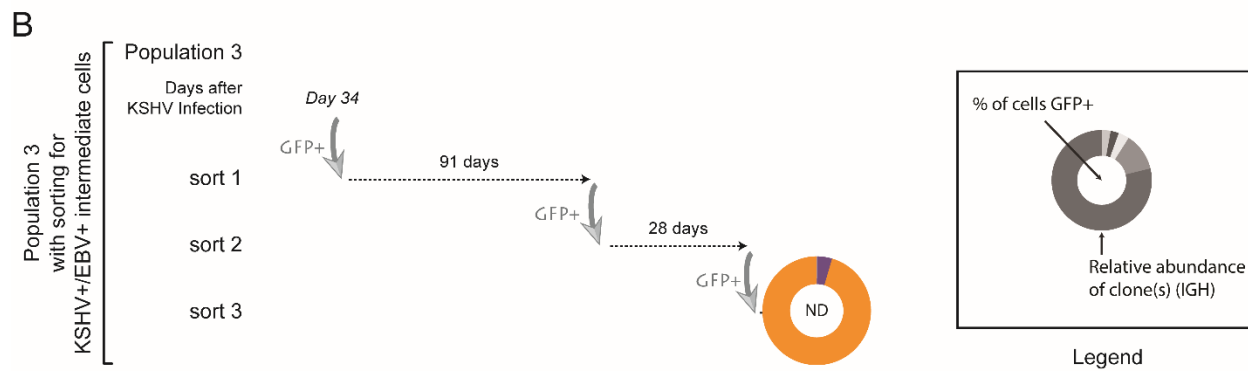 B
Population 3
with sorting for
KSHV+/EBV+ intermediate cells
Population 3
Days after
KSHV Infection
Day 34
GFP+
sort 1
91 days
GFP+
sort 2
28 days
GFP+
sort 3
ND
% of cells GFP+
Relative abundance
of clone(s) (IGH)
Legend